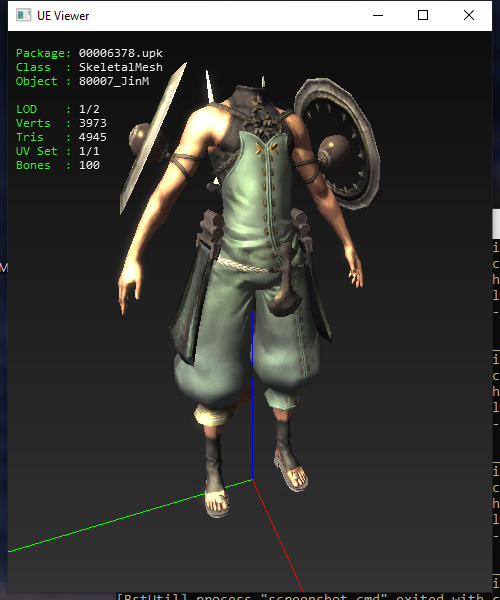 UE Viewer
Package: 00006378.upk
Class  : SkeletalMesh
Object : 80007_JinM
LOD    : 1/2
Verts  : 3973
Tris   : 4945
UV Set : 1/1
Bones  : 100
M
i
c
h
l
-
i
c
h
l
-
i
c
h
l
-
i
[BstUtil] process "screenshot.cmd" exited with c